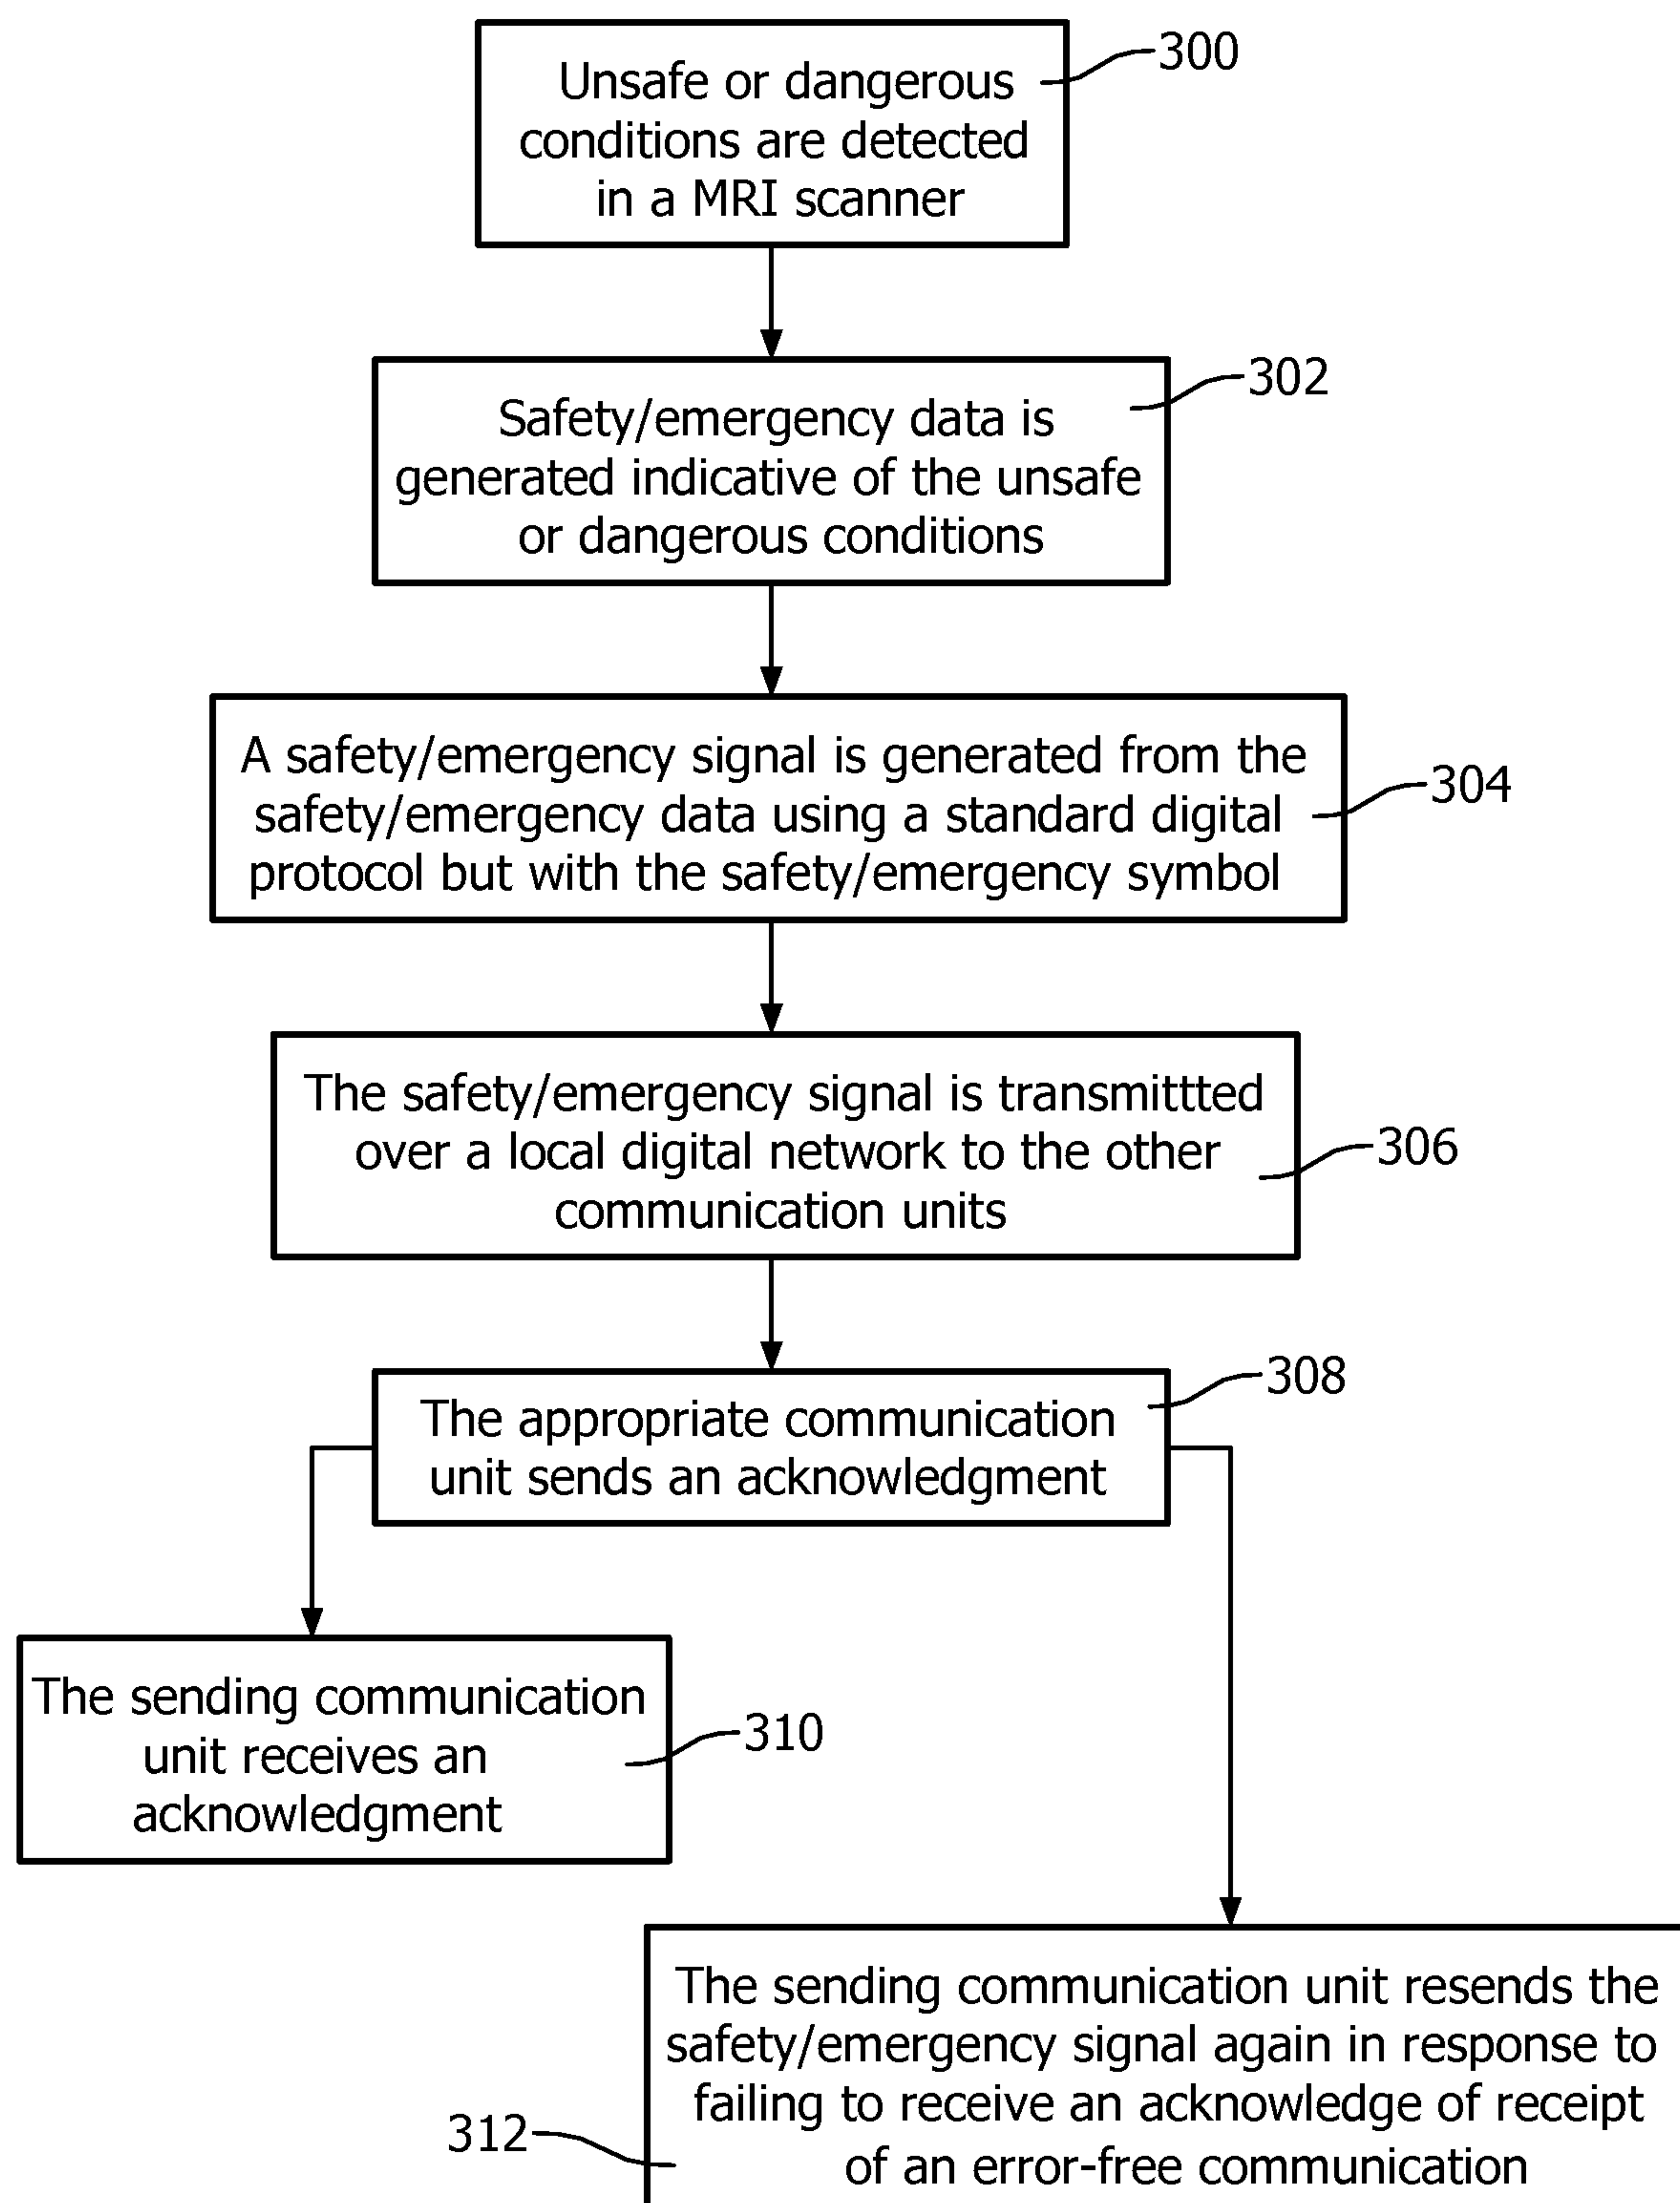 Unsafe or dangerous
conditions are detected
in a MRI scanner
300
Safety/emergency data is
generated indicative of the unsafe
or dangerous conditions
302
A safety/emergency signal is generated from the
safety/emergency data using a standard digital
protocol but with the safety/emergency symbol
304
The safety/emergency signal is transmittted
over a local digital network to the other
communication units
306
The appropriate communication
unit sends an acknowledgment
308
The sending communication
unit receives an
acknowledgment
310
The sending communication unit resends the
safety/emergency signal again in response to
failing to receive an acknowledge of receipt
of an error-free communication
312